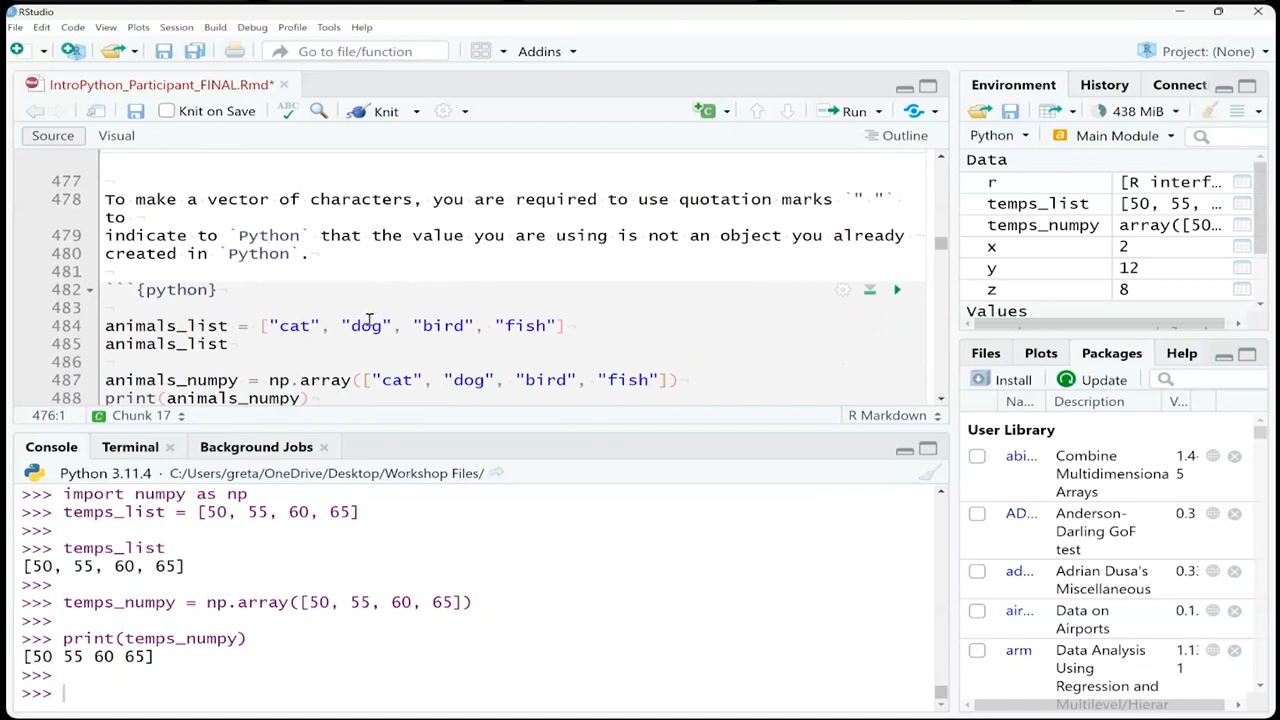 RStudio
File Edit Code View Plots Session Build Debug Profile Tools Help
Go to file/function Addins Project: (None)
IntroPython_Participant_FINAL.Rmd*
Knit on Save ABC Knit Run
Source Visual Outline
477
478 To make a vector of characters, you are required to use quotation marks `" "`
to
479 indicate to `Python` that the value you are using is not an object you already
480 created in `Python`.
481
482 ```{python}
483
484 animals_list = ["cat", "dog", "bird", "fish"]
485 animals_list
486
487 animals_numpy = np.array(["cat", "dog", "bird", "fish"])
488 print(animals_numpy)
476:1 Chunk 17 R Markdown
Console Terminal Background Jobs
Python 3.11.4 · C:/Users/greta/OneDrive/Desktop/Workshop Files/
>>> import numpy as np
>>> temps_list = [50, 55, 60, 65]
>>>
>>> temps_list
[50, 55, 60, 65]
>>>
>>> temps_numpy = np.array([50, 55, 60, 65])
>>>
>>> print(temps_numpy)
[50 55 60 65]
>>>
>>>
Environment History Connect
438 MiB
Python Main Module
Data
r [R interf…
temps_list [50, 55, …
temps_numpy array([50…
x 2
y 12
z 8
Values
Files Plots Packages Help
Install Update
Na... Description V...
User Library
abi... Combine Multidimensiona Arrays 1.4- 5
AD... Anderson- Darling GoF test 0.3
ad... Adrian Dusa's Miscellaneous 0.3
air... Data on Airports 0.1.
arm Data Analysis Using Regression and Multilevel/Hierar 1.1 1